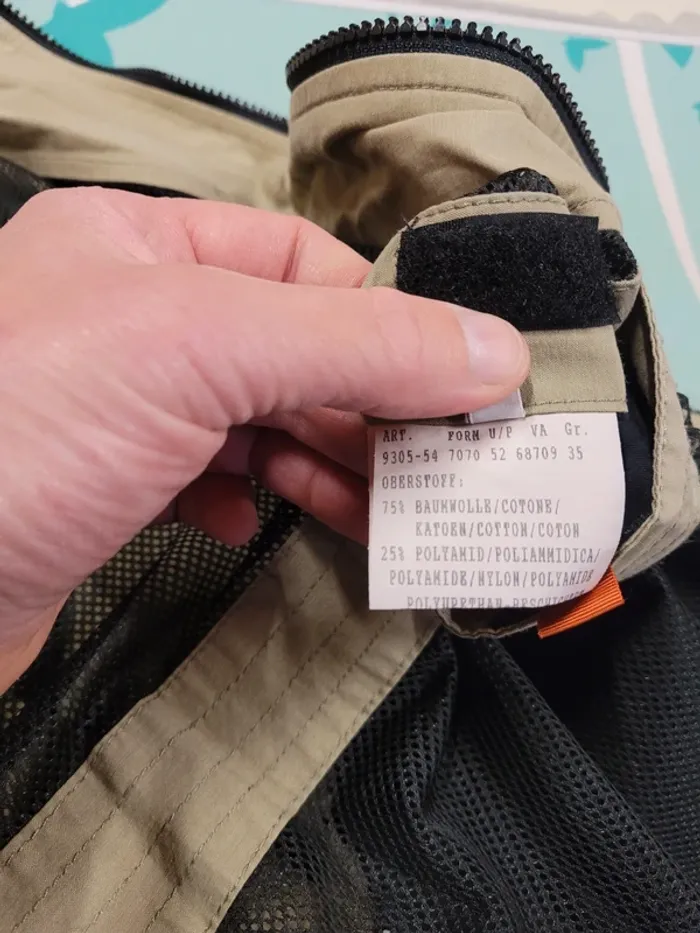 ART. FORM U/P VA Gr.
9305-54 7070 52 68709 35
OBERSTOFF:
75% BAUMWOLLE/COTONE/
KATOEN/COTTON/COTON
25% POLYAMID/POLIAMMIDICA/
POLYAMIDE/NYLON/POLYAMIDE